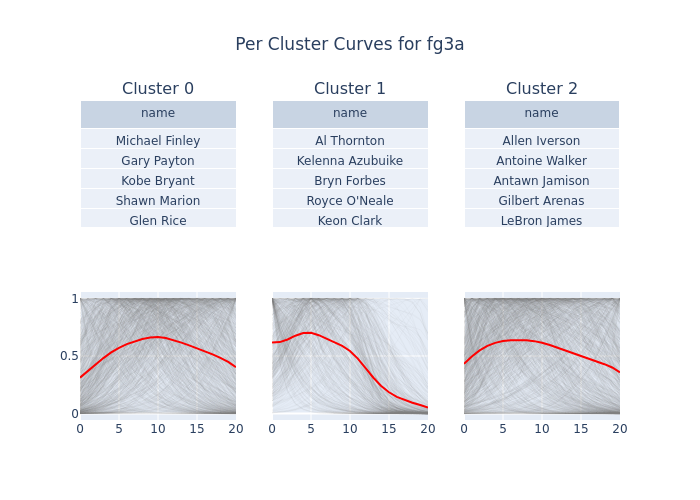 Per Cluster Curves for fg3a
Cluster 0
name
Michael Finley
Gary Payton
Kobe Bryant
Shawn Marion
Glen Rice
Cluster 1
name
Al Thornton
Kelenna Azubuike
Bryn Forbes
Royce O'Neale
Keon Clark
Cluster 2
name
Allen Iverson
Antoine Walker
Antawn Jamison
Gilbert Arenas
LeBron James
1
0.5
0
0 5 10 15 20
0 5 10 15 20
0 5 10 15 20